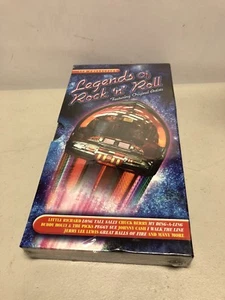 Legends of
Rock 'n' Roll
Featuring Original Artists
LITTLE RICHARD LONG TALL SALLY CHUCK BERRY MY DING-A-LING
BUDDY HOLLY & THE PICKS PEGGY SUE JOHNNY CASH I WALK THE LINE
JERRY LEE LEWIS GREAT BALLS OF FIRE AND MANY MORE